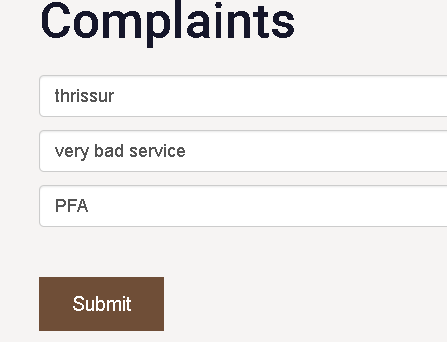 Complaints
thrissur
very bad service
PFA
Submit